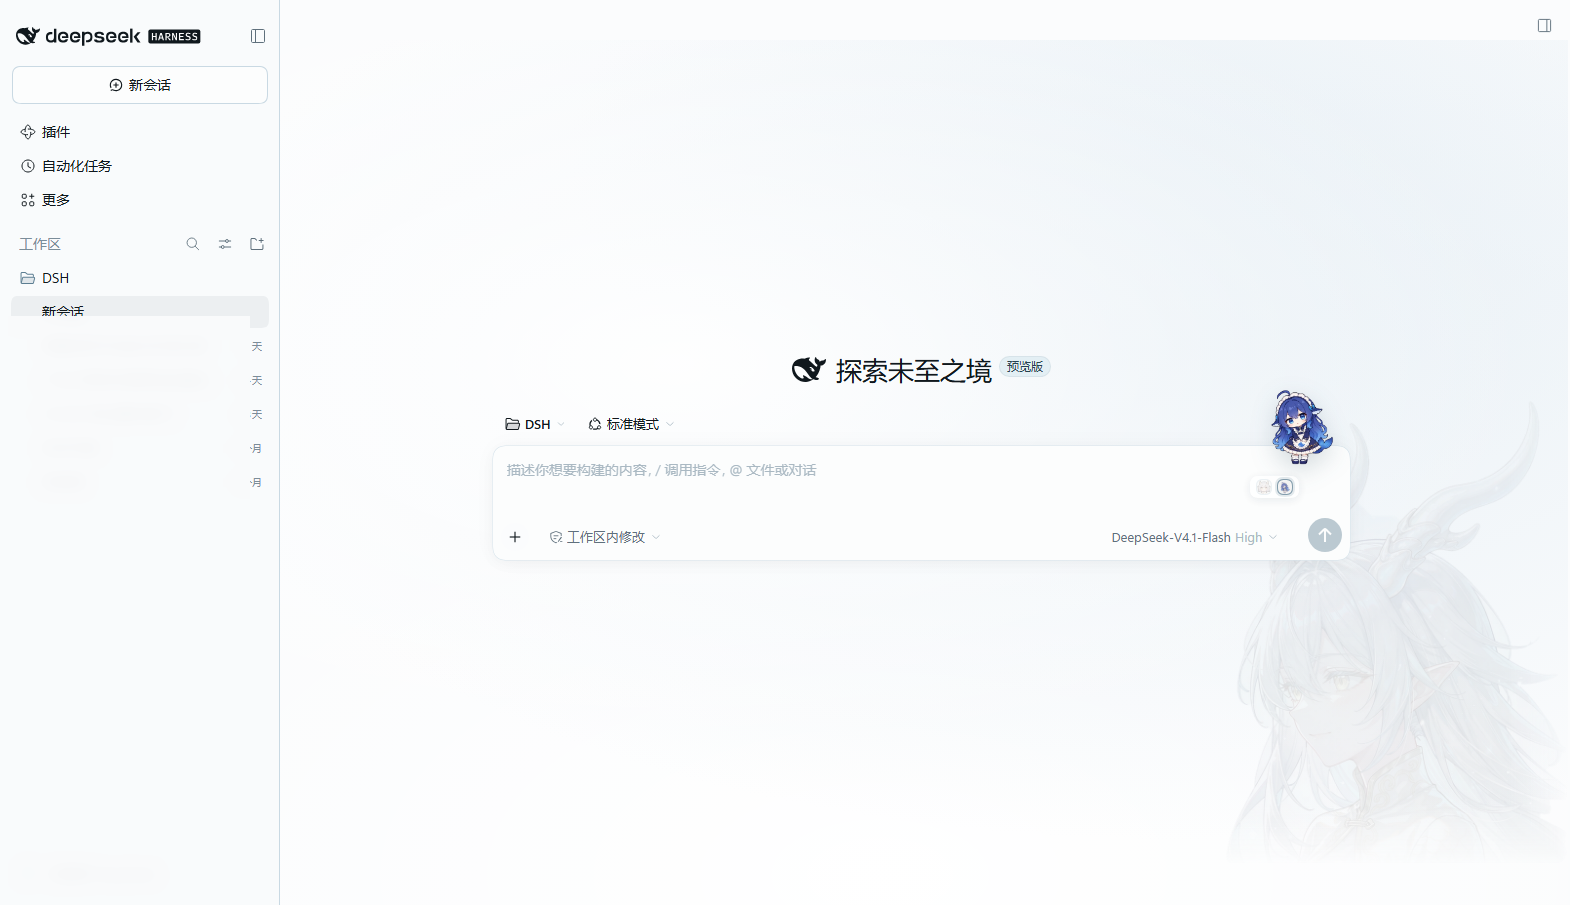 deepseek HARNESS
新会话
插件
自动化任务
更多
工作区
DSH
新会话
天
天
天
月
月
探索未至之境 预览版
DSH 标准模式
描述你想要构建的内容, / 调用指令, @ 文件或对话
工作区内修改 DeepSeek-V4.1-Flash High